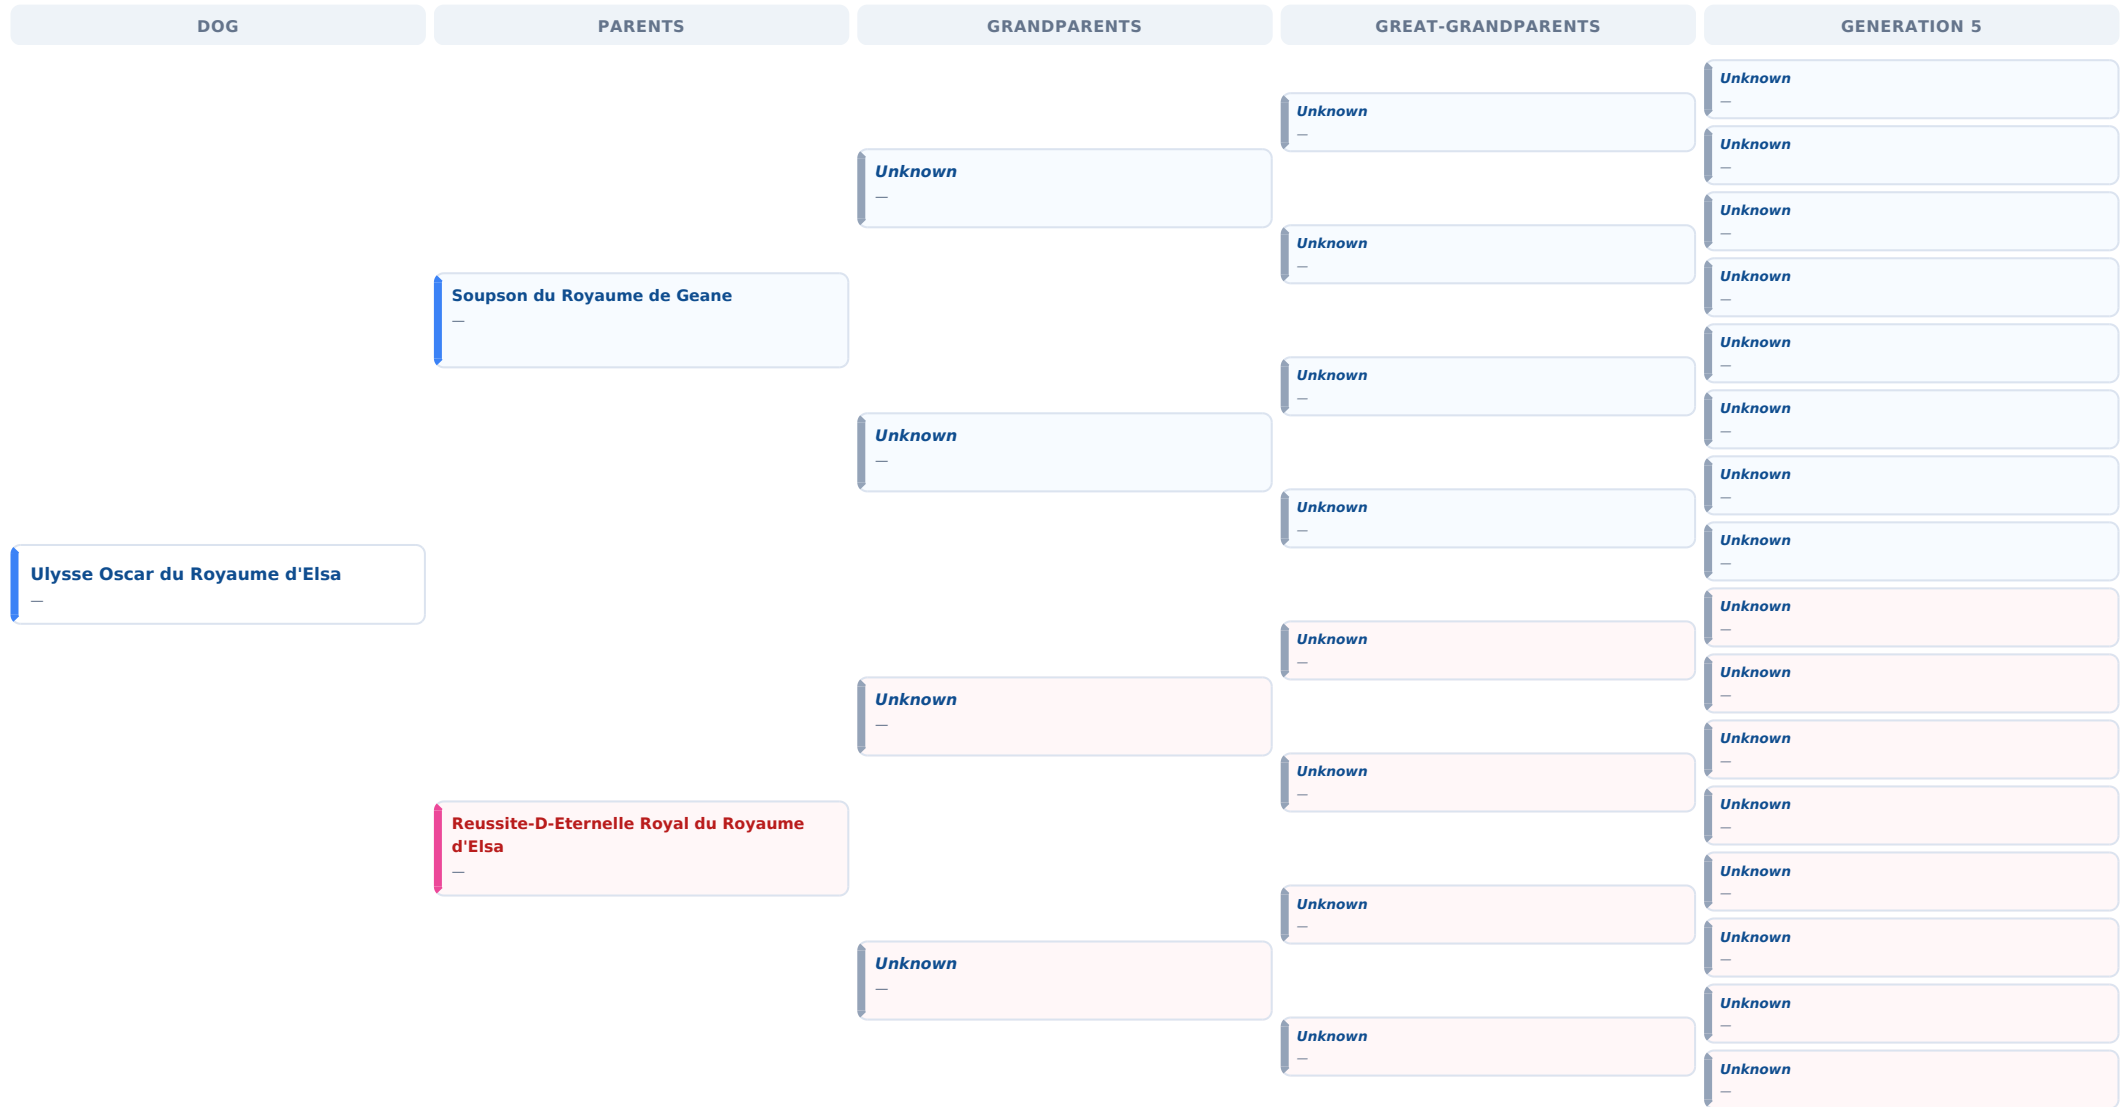 DOG
PARENTS
GRANDPARENTS
GREAT-GRANDPARENTS
GENERATION 5
Ulysse Oscar du Royaume d'Elsa
—
Soupson du Royaume de Geane
—
Reussite-D-Eternelle Royal du Royaume
d'Elsa
—
Unknown
—
Unknown
—
Unknown
—
Unknown
—
Unknown
—
Unknown
—
Unknown
—
Unknown
—
Unknown
—
Unknown
—
Unknown
—
Unknown
—
Unknown
—
Unknown
—
Unknown
—
Unknown
—
Unknown
—
Unknown
—
Unknown
—
Unknown
—
Unknown
—
Unknown
—
Unknown
—
Unknown
—
Unknown
—
Unknown
—
Unknown
—
Unknown
—